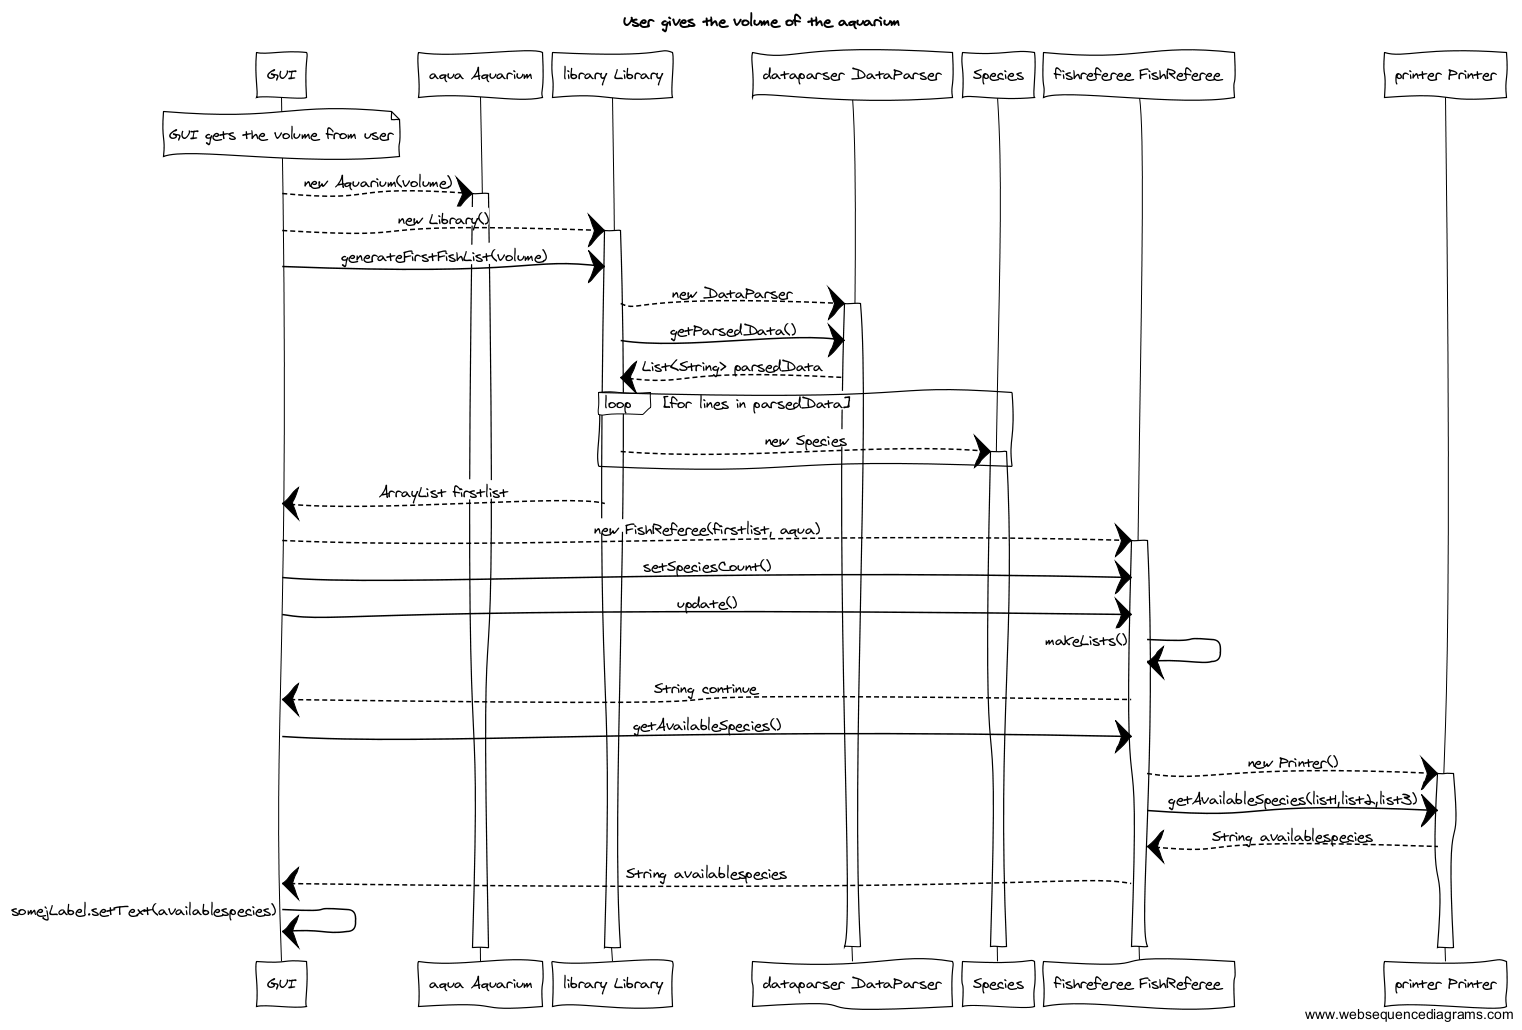 User gives the volume of the aquarium
GUI
aqua Aquarium
library Library
dataparser DataParser
Species
fishreferee FishReferee
printer Printer
GUI gets the volume from user
new Aquarium(volume)
new Library()
generateFirstFishList(volume)
new DataParser
getParsedData()
List<String> parsedData
loop
[for lines in parsedData]
new Species
ArrayList firstlist
new FishReferee(firstlist, aqua)
setSpeciesCount()
update()
makeLists()
String continue
getAvailableSpecies()
new Printer()
getAvailableSpecies(list1,list2,list3)
String availablespecies
String availablespecies
somejLabel.setText(availablespecies)
GUI
aqua Aquarium
library Library
dataparser DataParser
Species
fishreferee FishReferee
printer Printer
www.websequencediagrams.com